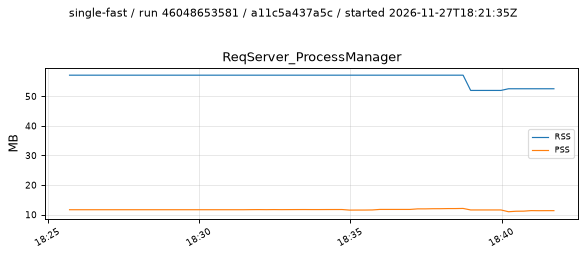 single-fast / run 46048653581 / a11c5a437a5c / started 2026-11-27T18:21:35Z
ReqServer_ProcessManager
MB
50
40
30
20
10
RSS
PSS
18:25
18:30
18:35
18:40